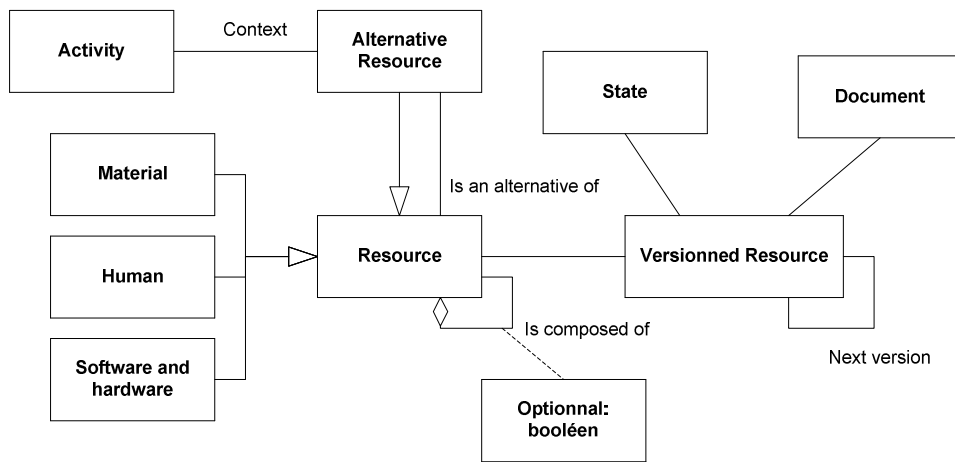 Activity
Context
Alternative
Resource
State
Document
Material
Is an alternative of
Human
Resource
Versionned Resource
Is composed of
Next version
Software and
hardware
Optionnal:
booléen